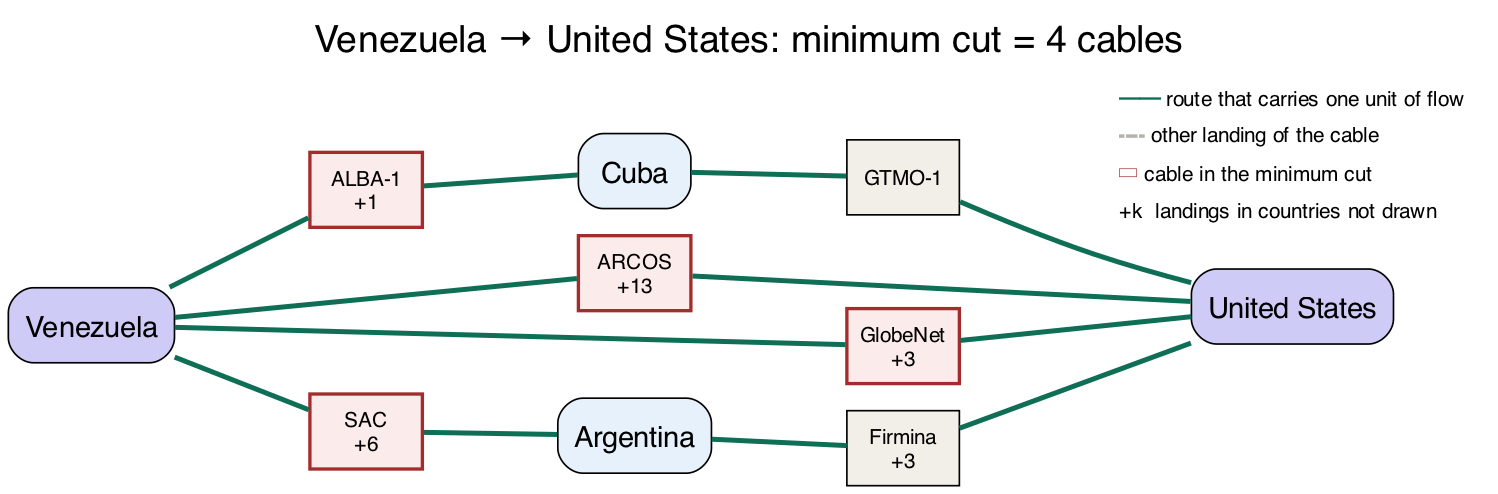 Venezuela → United States: minimum cut = 4 cables
route that carries one unit of flow
other landing of the cable
cable in the minimum cut
+k landings in countries not drawn
ALBA-1
+1
Cuba
GTMO-1
ARCOS
+13
Venezuela
United States
GlobeNet
+3
SAC
+6
Argentina
Firmina
+3